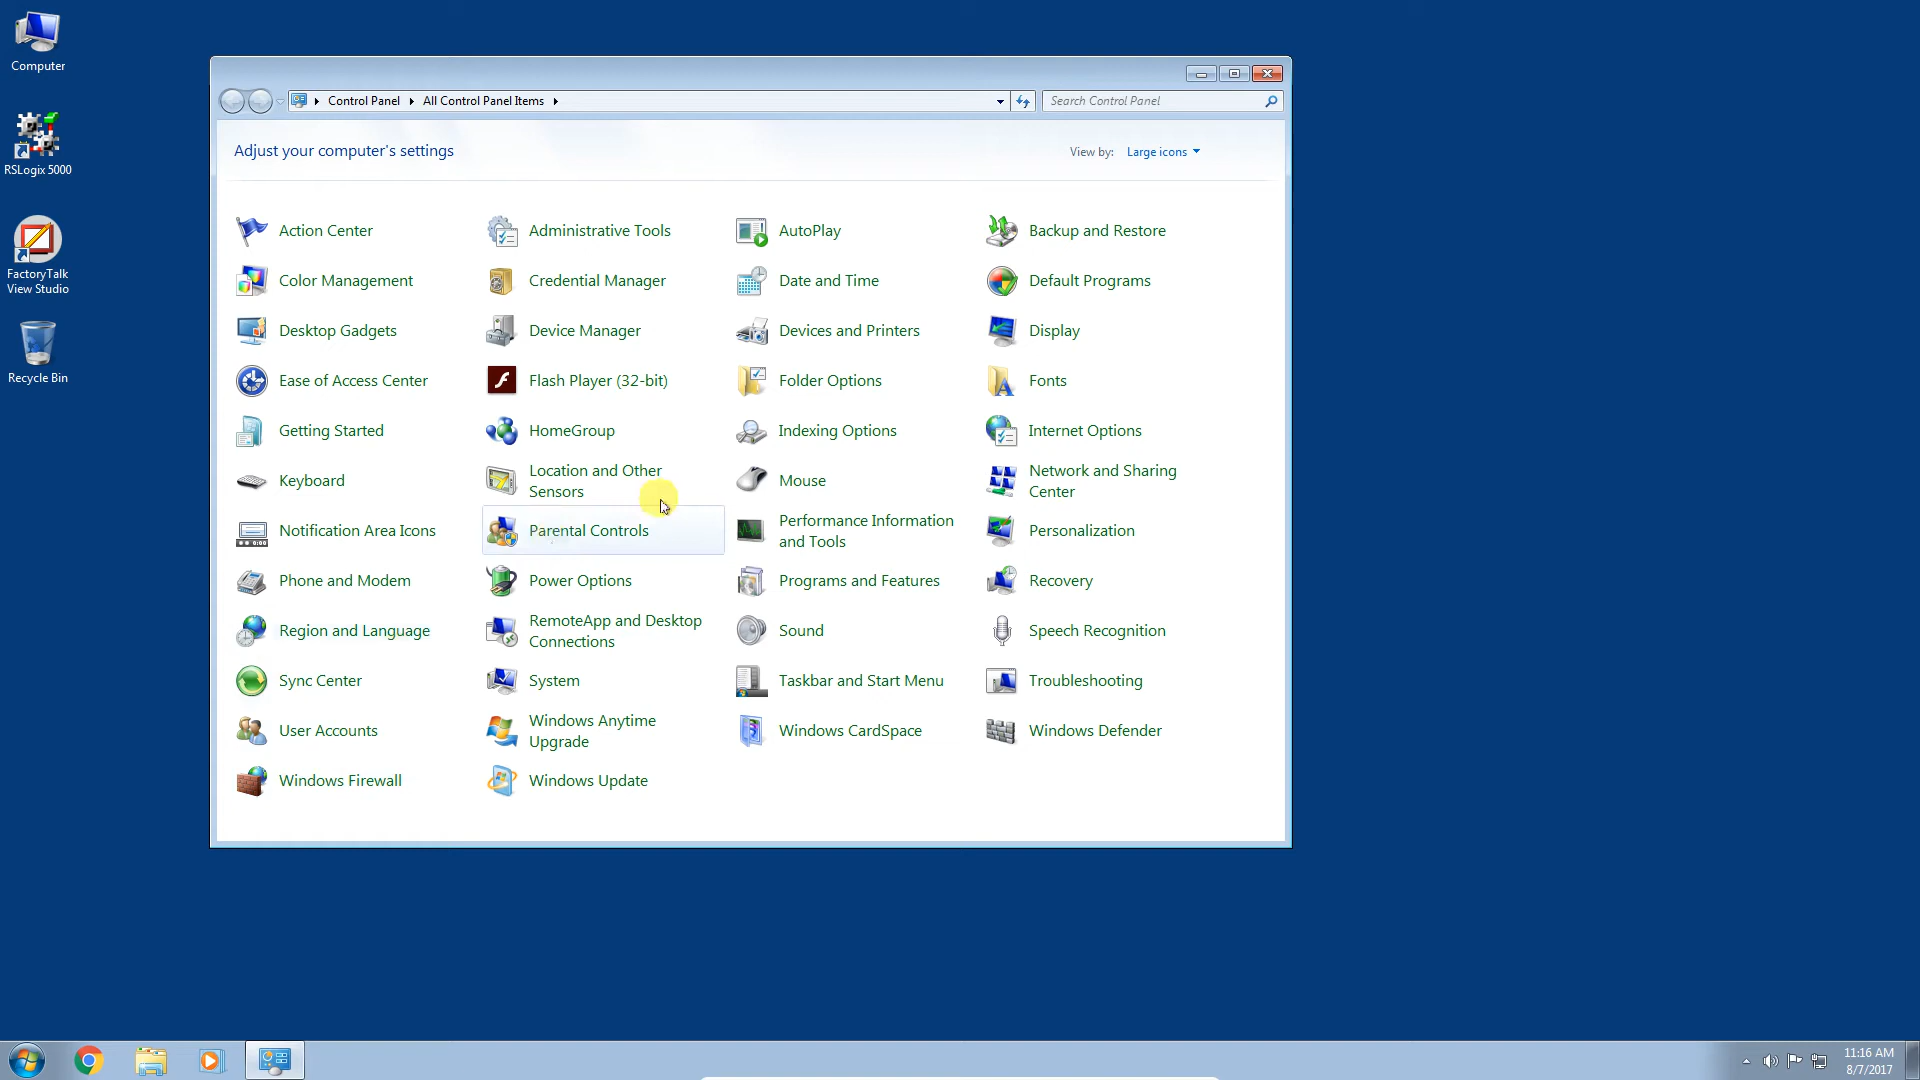 Computer
RSLogix 5000
FactoryTalk
View Studio
Recycle Bin
Control Panel
All Control Panel Items
Search Control Panel
Adjust your computer's settings
View by: Large icons
Action Center
Administrative Tools
AutoPlay
Backup and Restore
Color Management
Credential Manager
Date and Time
Default Programs
Desktop Gadgets
Device Manager
Devices and Printers
Display
Ease of Access Center
Flash Player (32-bit)
Folder Options
Fonts
Getting Started
HomeGroup
Indexing Options
Internet Options
Keyboard
Location and Other
Sensors
Mouse
Network and Sharing
Center
Notification Area Icons
Parental Controls
Performance Information
and Tools
Personalization
Phone and Modem
Power Options
Programs and Features
Recovery
Region and Language
RemoteApp and Desktop
Connections
Sound
Speech Recognition
Sync Center
System
Taskbar and Start Menu
Troubleshooting
User Accounts
Windows Anytime
Upgrade
Windows CardSpace
Windows Defender
Windows Firewall
Windows Update
11:16 AM
8/7/2017